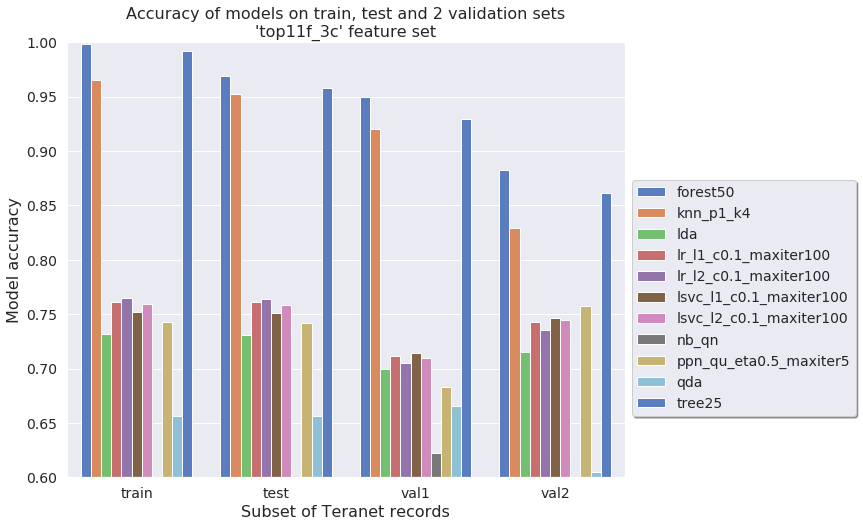 Accuracy of models on train, test and 2 validation sets
'top11f_3c' feature set
Model accuracy
1.00
0.95
0.90
0.85
0.80
0.75
0.70
0.65
0.60
train
test
val1
val2
Subset of Teranet records
forest50
knn_p1_k4
lda
lr_l1_c0.1_maxiter100
lr_l2_c0.1_maxiter100
lsvc_l1_c0.1_maxiter100
lsvc_l2_c0.1_maxiter100
nb_qn
ppn_qu_eta0.5_maxiter5
qda
tree25